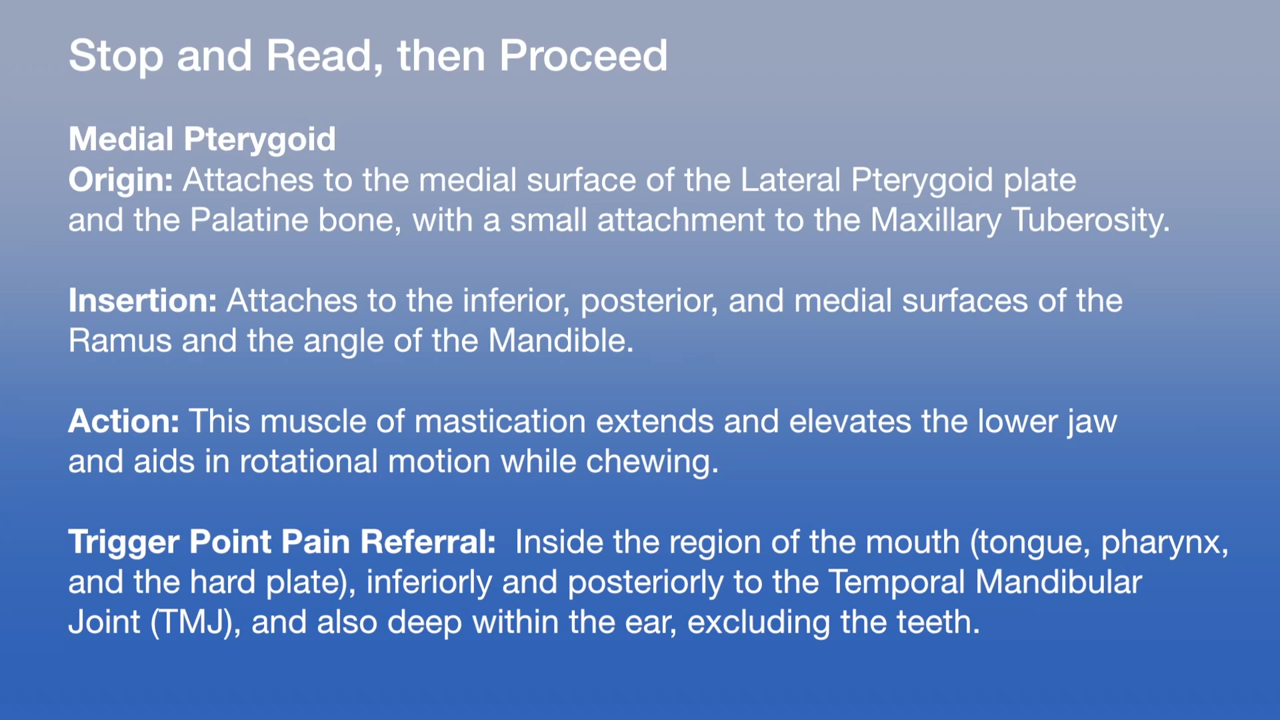 Stop and Read, then Proceed
Medial Pterygoid
Origin: Attaches to the medial surface of the Lateral Pterygoid plate
and the Palatine bone, with a small attachment to the Maxillary Tuberosity.
Insertion: Attaches to the inferior, posterior, and medial surfaces of the
Ramus and the angle of the Mandible.
Action: This muscle of mastication extends and elevates the lower jaw
and aids in rotational motion while chewing.
Trigger Point Pain Referral: Inside the region of the mouth (tongue, pharynx,
and the hard plate), inferiorly and posteriorly to the Temporal Mandibular
Joint (TMJ), and also deep within the ear, excluding the teeth.